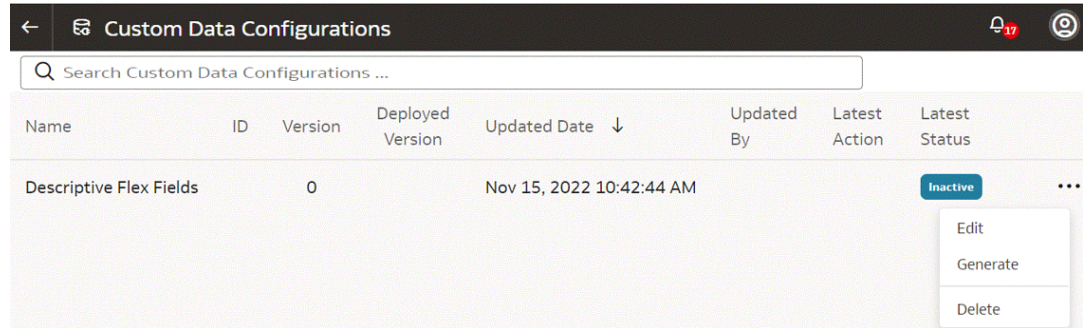 Custom Data Configurations
17
Search Custom Data Configurations ...
Name ID Version Deployed Version Updated Date ↓ Updated By Latest Action Latest Status
Descriptive Flex Fields 0 Nov 15, 2022 10:42:44 AM Inactive ...
Edit
Generate
Delete